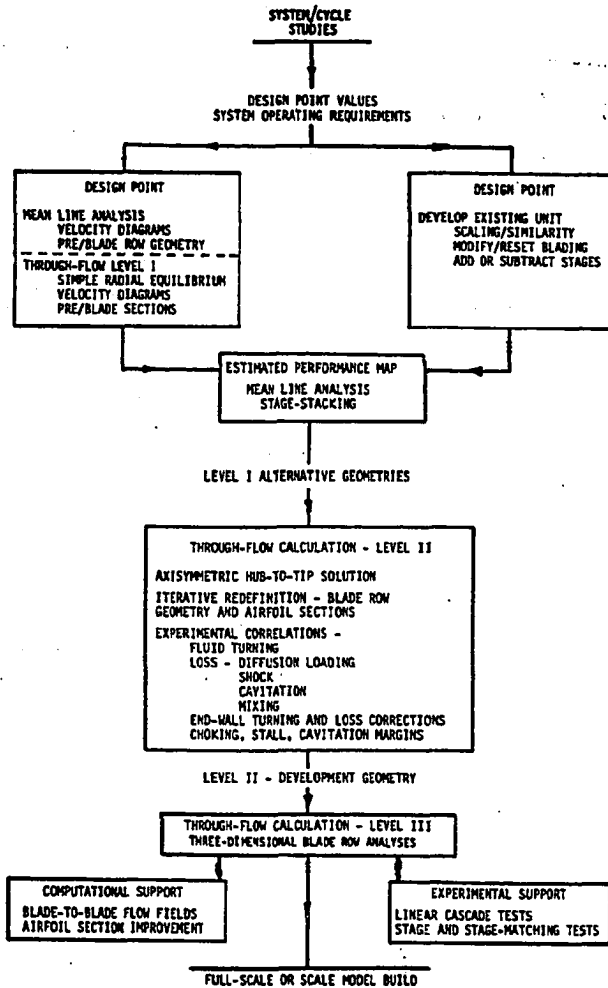 SYSTEM/CYCLE
STUDIES
DESIGN POINT VALUES
SYSTEM OPERATING REQUIREMENTS
DESIGN POINT
MEAN LINE ANALYSIS
VELOCITY DIAGRAMS
PRE/BLADE ROW GEOMETRY
THROUGH-FLOW LEVEL I
SIMPLE RADIAL EQUILIBRIUM
VELOCITY DIAGRAMS
PRE/BLADE SECTIONS
DESIGN POINT
DEVELOP EXISTING UNIT
SCALING/SIMILARITY
MODIFY/RESET BLADING
ADD OR SUBTRACT STAGES
ESTIMATED PERFORMANCE MAP
MEAN LINE ANALYSIS
STAGE-STACKING
LEVEL I ALTERNATIVE GEOMETRIES
THROUGH-FLOW CALCULATION - LEVEL II
AXISYMMETRIC HUB-TO-TIP SOLUTION
ITERATIVE REDEFINITION - BLADE ROW
GEOMETRY AND AIRFOIL SECTIONS
EXPERIMENTAL CORRELATIONS -
FLUID TURNING
LOSS - DIFFUSION LOADING
SHOCK
CAVITATION
MIXING
END-WALL TURNING AND LOSS CORRECTIONS
CHOKING, STALL, CAVITATION MARGINS
LEVEL II - DEVELOPMENT GEOMETRY
THROUGH-FLOW CALCULATION - LEVEL III
THREE-DIMENSIONAL BLADE ROW ANALYSES
COMPUTATIONAL SUPPORT
BLADE-TO-BLADE FLOW FIELDS
AIRFOIL SECTION IMPROVEMENT
EXPERIMENTAL SUPPORT
LINEAR CASCADE TESTS
STAGE AND STAGE-MATCHING TESTS
FULL-SCALE OR SCALE MODEL BUILD